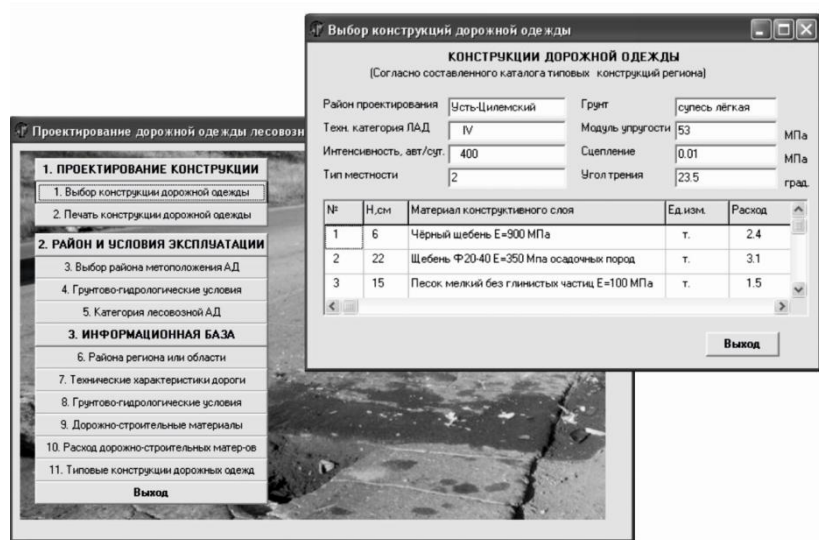 Выбор конструкций дорожной одежды
КОНСТРУКЦИИ ДОРОЖНОЙ ОДЕЖДЫ
(Согласно составленного каталога типовых конструкций региона)
Район проектирования Усть-Цилемский Грунт супесь лёгкая
Техн. категория ЛАД IV Модуль упругости 53 МПа
Интенсивность, авт/сут. 400 Сцепление 0.01 МПа
Тип местности 2 Угол трения 23.5 град.
№ Н,см Материал конструктивного слоя Ед.изм. Расход
1 6 Чёрный щебень Е=900 МПа т. 2.4
2 22 Щебень Ф20-40 Е=350 Мпа осадочных пород т. 3.1
3 15 Песок мелкий без глинистых частиц Е=100 МПа т. 1.5
Выход
Проектирование дорожной одежды лесовозн
1. ПРОЕКТИРОВАНИЕ КОНСТРУКЦИИ
1. Выбор конструкции дорожной одежды
2. Печать конструкции дорожной одежды
2. РАЙОН И УСЛОВИЯ ЭКСПЛУАТАЦИИ
3. Выбор района метоположения АД
4. Грунтово-гидрологические условия
5. Категория лесовозной АД
3. ИНФОРМАЦИОННАЯ БАЗА
6. Района региона или области
7. Технические характеристики дороги
8. Грунтово-гидрологические условия
9. Дорожно-строительные материалы
10. Расход дорожно-строительных матер-ов
11. Типовые конструкции дорожных одежд
Выход